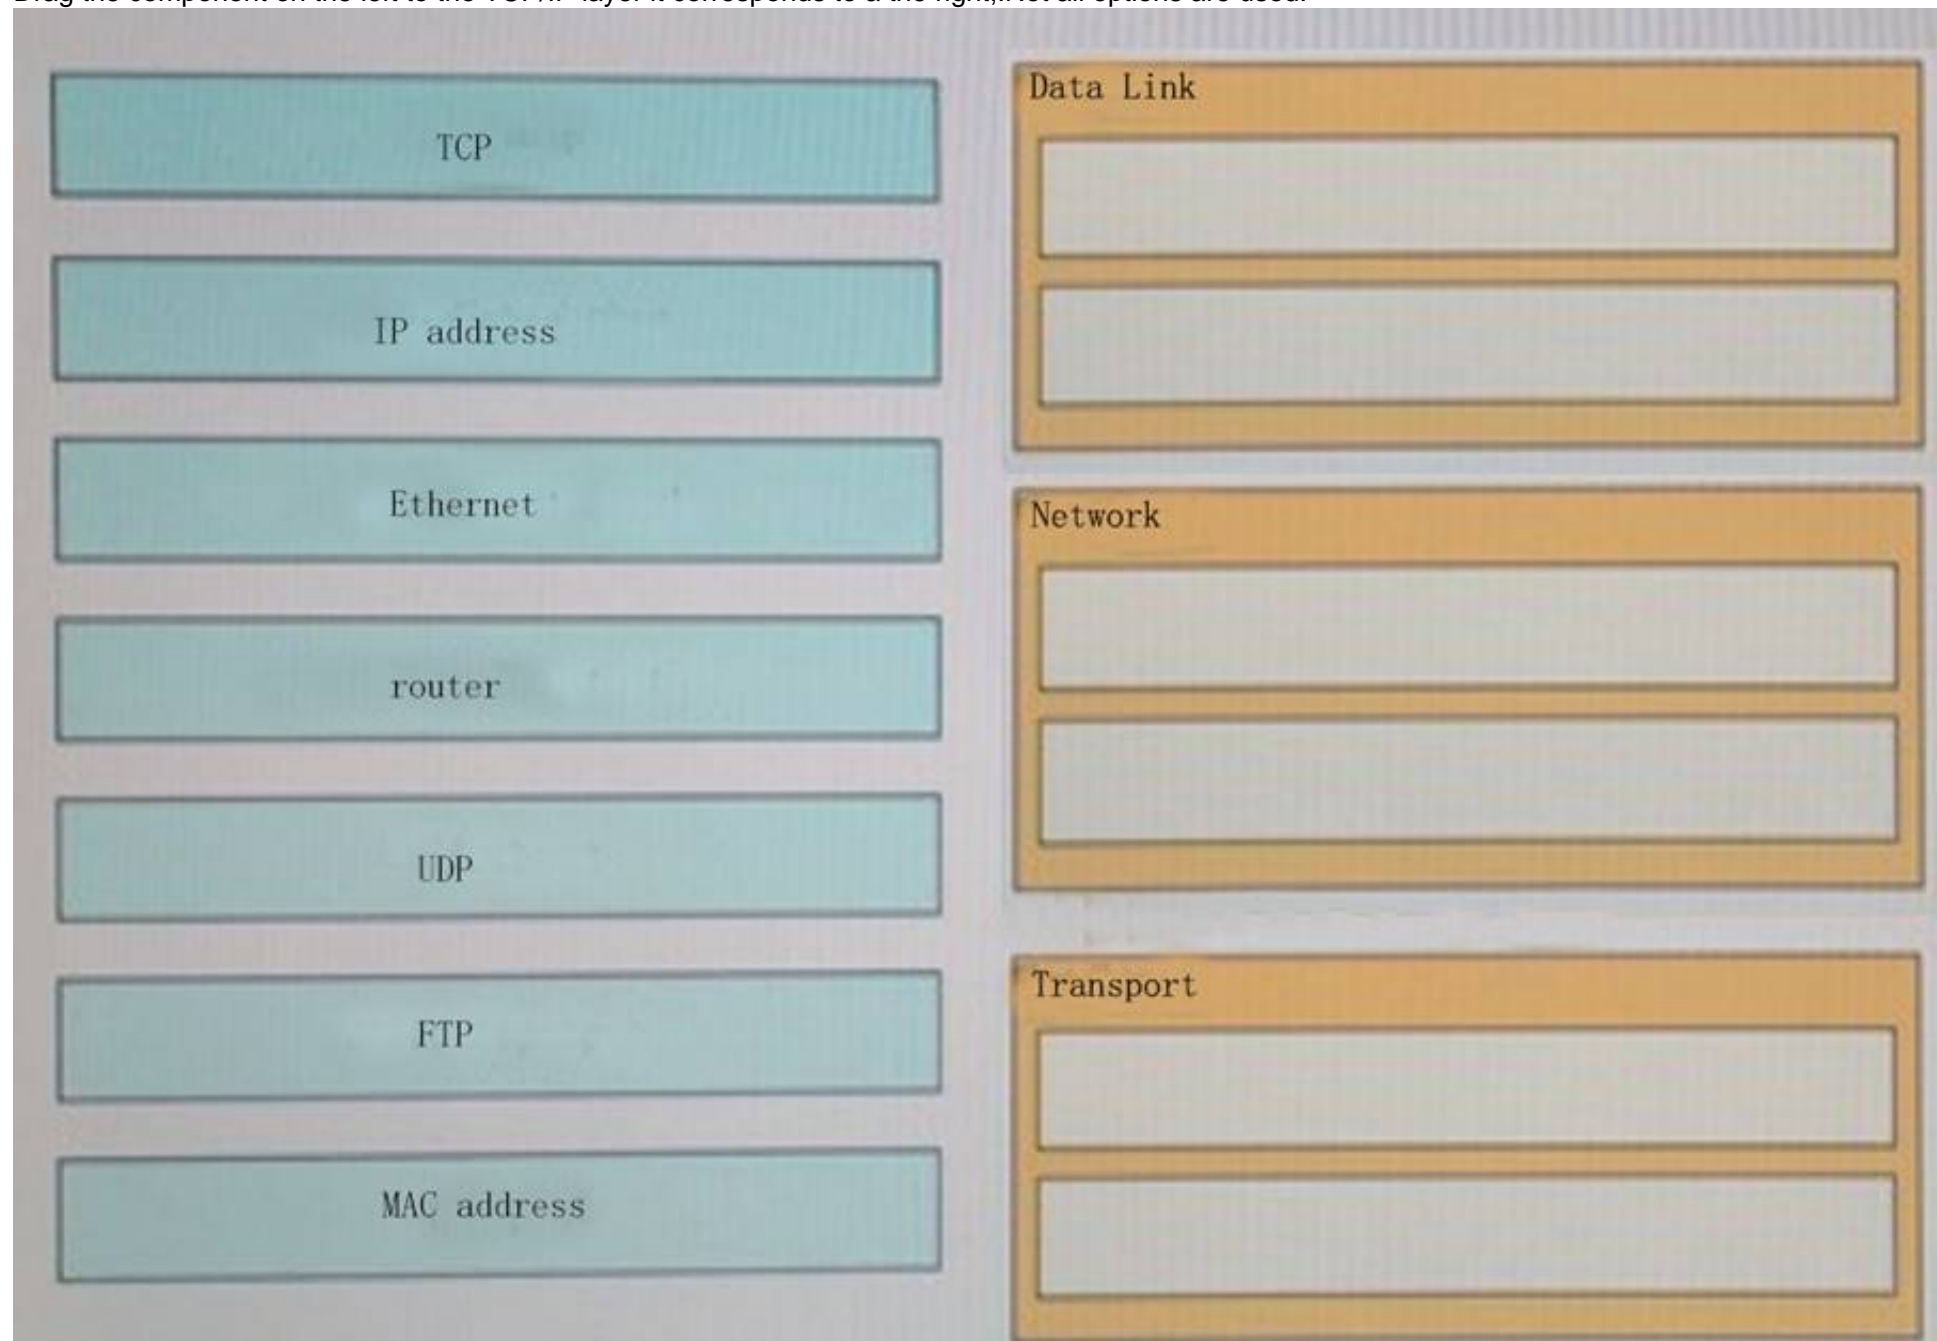 TCP
IP address
Ethernet
router
UDP
FTP
MAC address
Data Link
Network
Transport